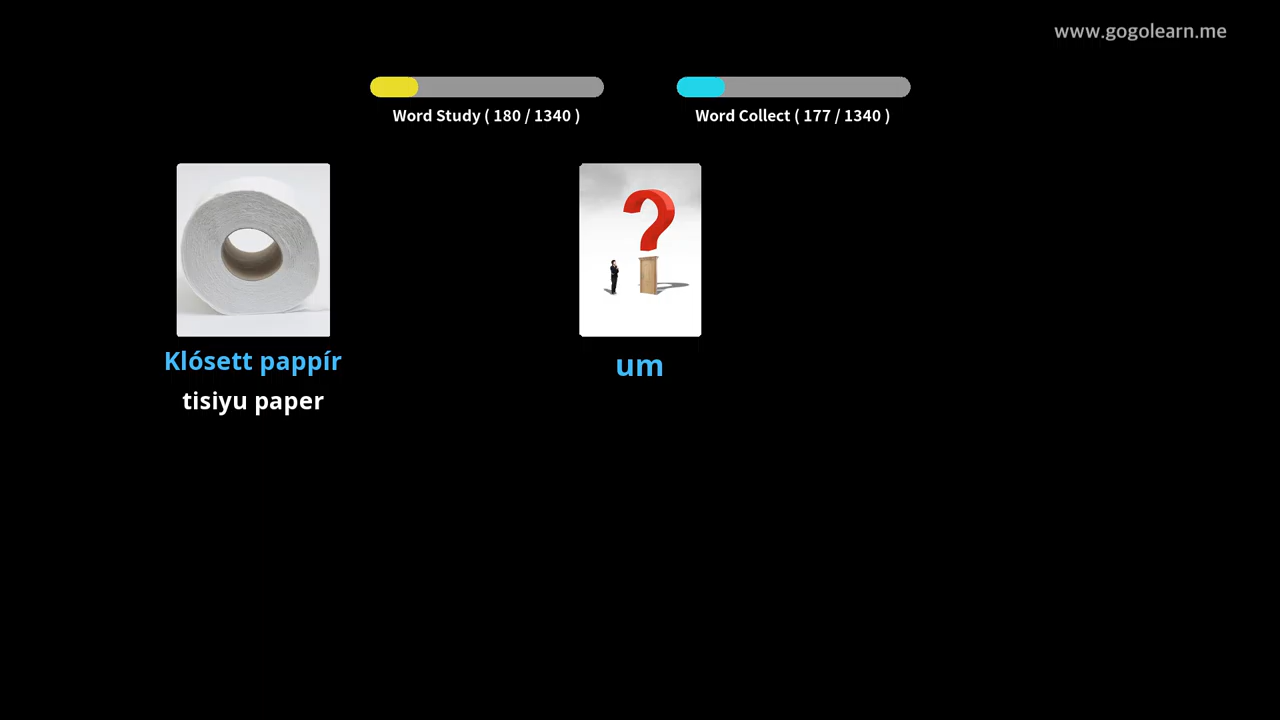 www.gogolearn.me
Word Study ( 180 / 1340 )
Word Collect ( 177 / 1340 )
Klósett pappír
tisiyu paper
um